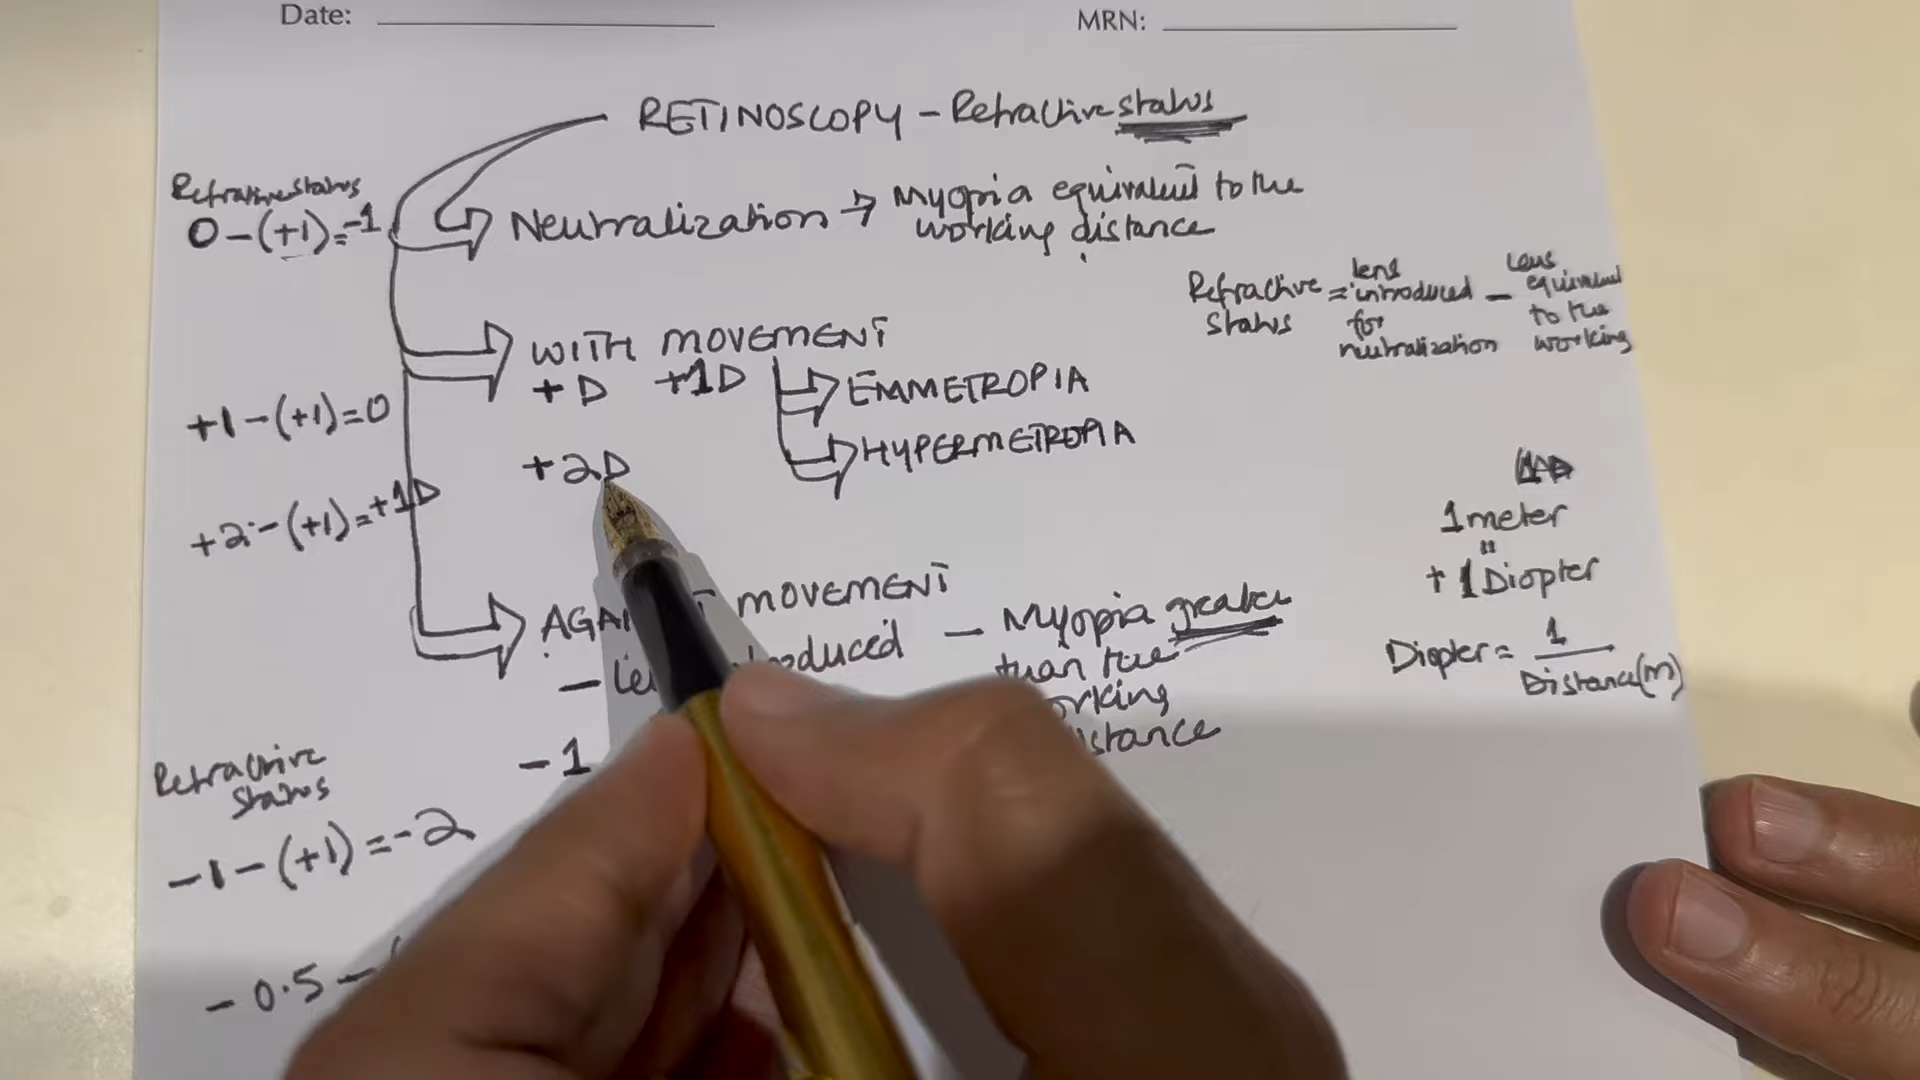 Date:
MRN:
RETINOSCOPY - Refractive status
Refractive status
0 - (+1) = -1
Neutralization → Myopia equivalent to the
working distance
Refractive status = lens introduced for neutralization - Lens equivalent to the working
WITH MOVEMENT
+ D +1D
EMMETROPIA
HYPERMETROPIA
+1 - (+1) = 0
+2D
+2 - (+1) = +1D
1 meter
=
+ 1 Diopter
Diopter = 1
Distance(m)
MOVEMENT
- Myopia greater
than the
distance
Refractive
status
- 1
-1 - (+1) = -2
- 0.5 -